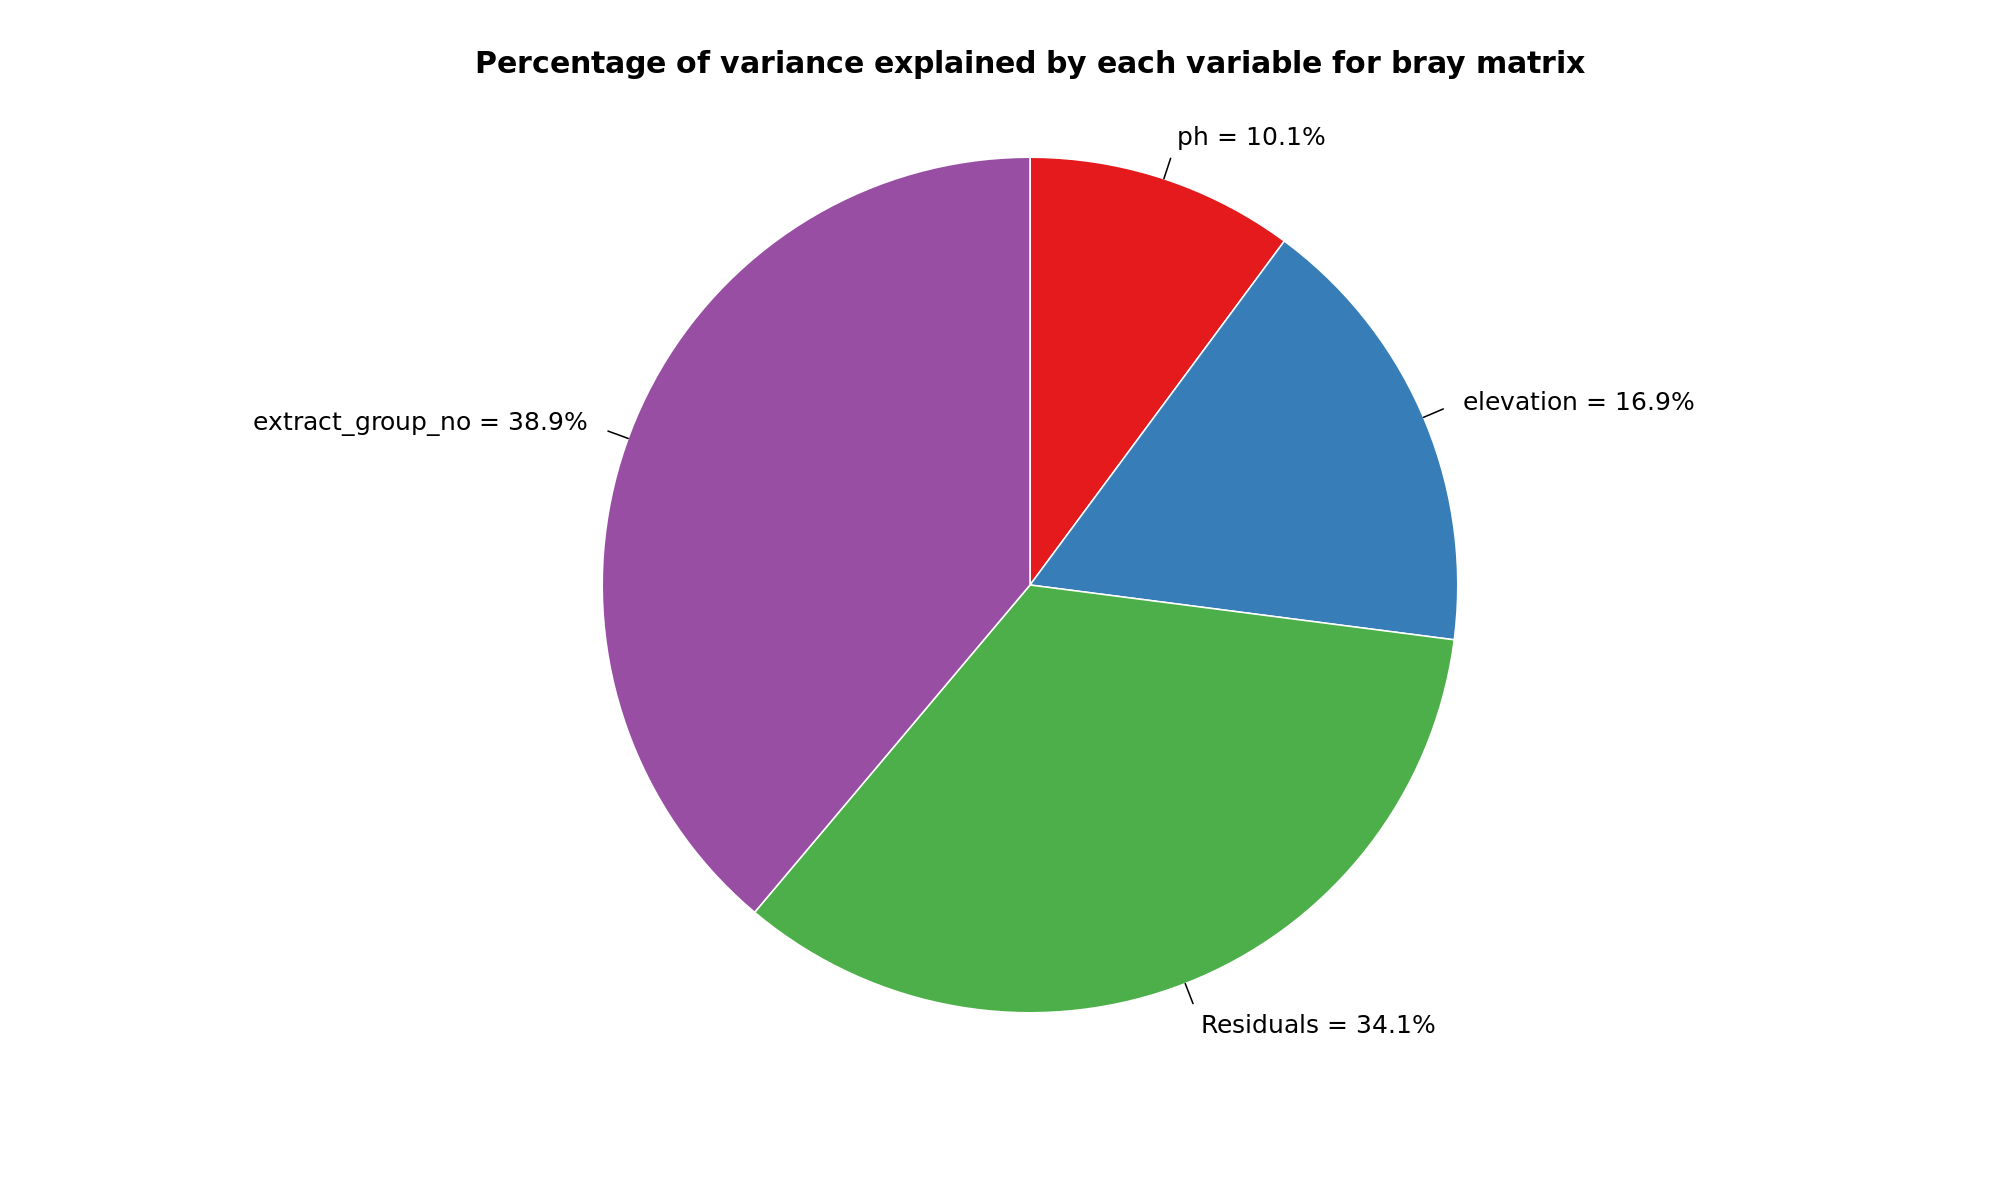 Percentage of variance explained by each variable for bray matrix
ph = 10.1%
elevation = 16.9%
extract_group_no = 38.9%
Residuals = 34.1%